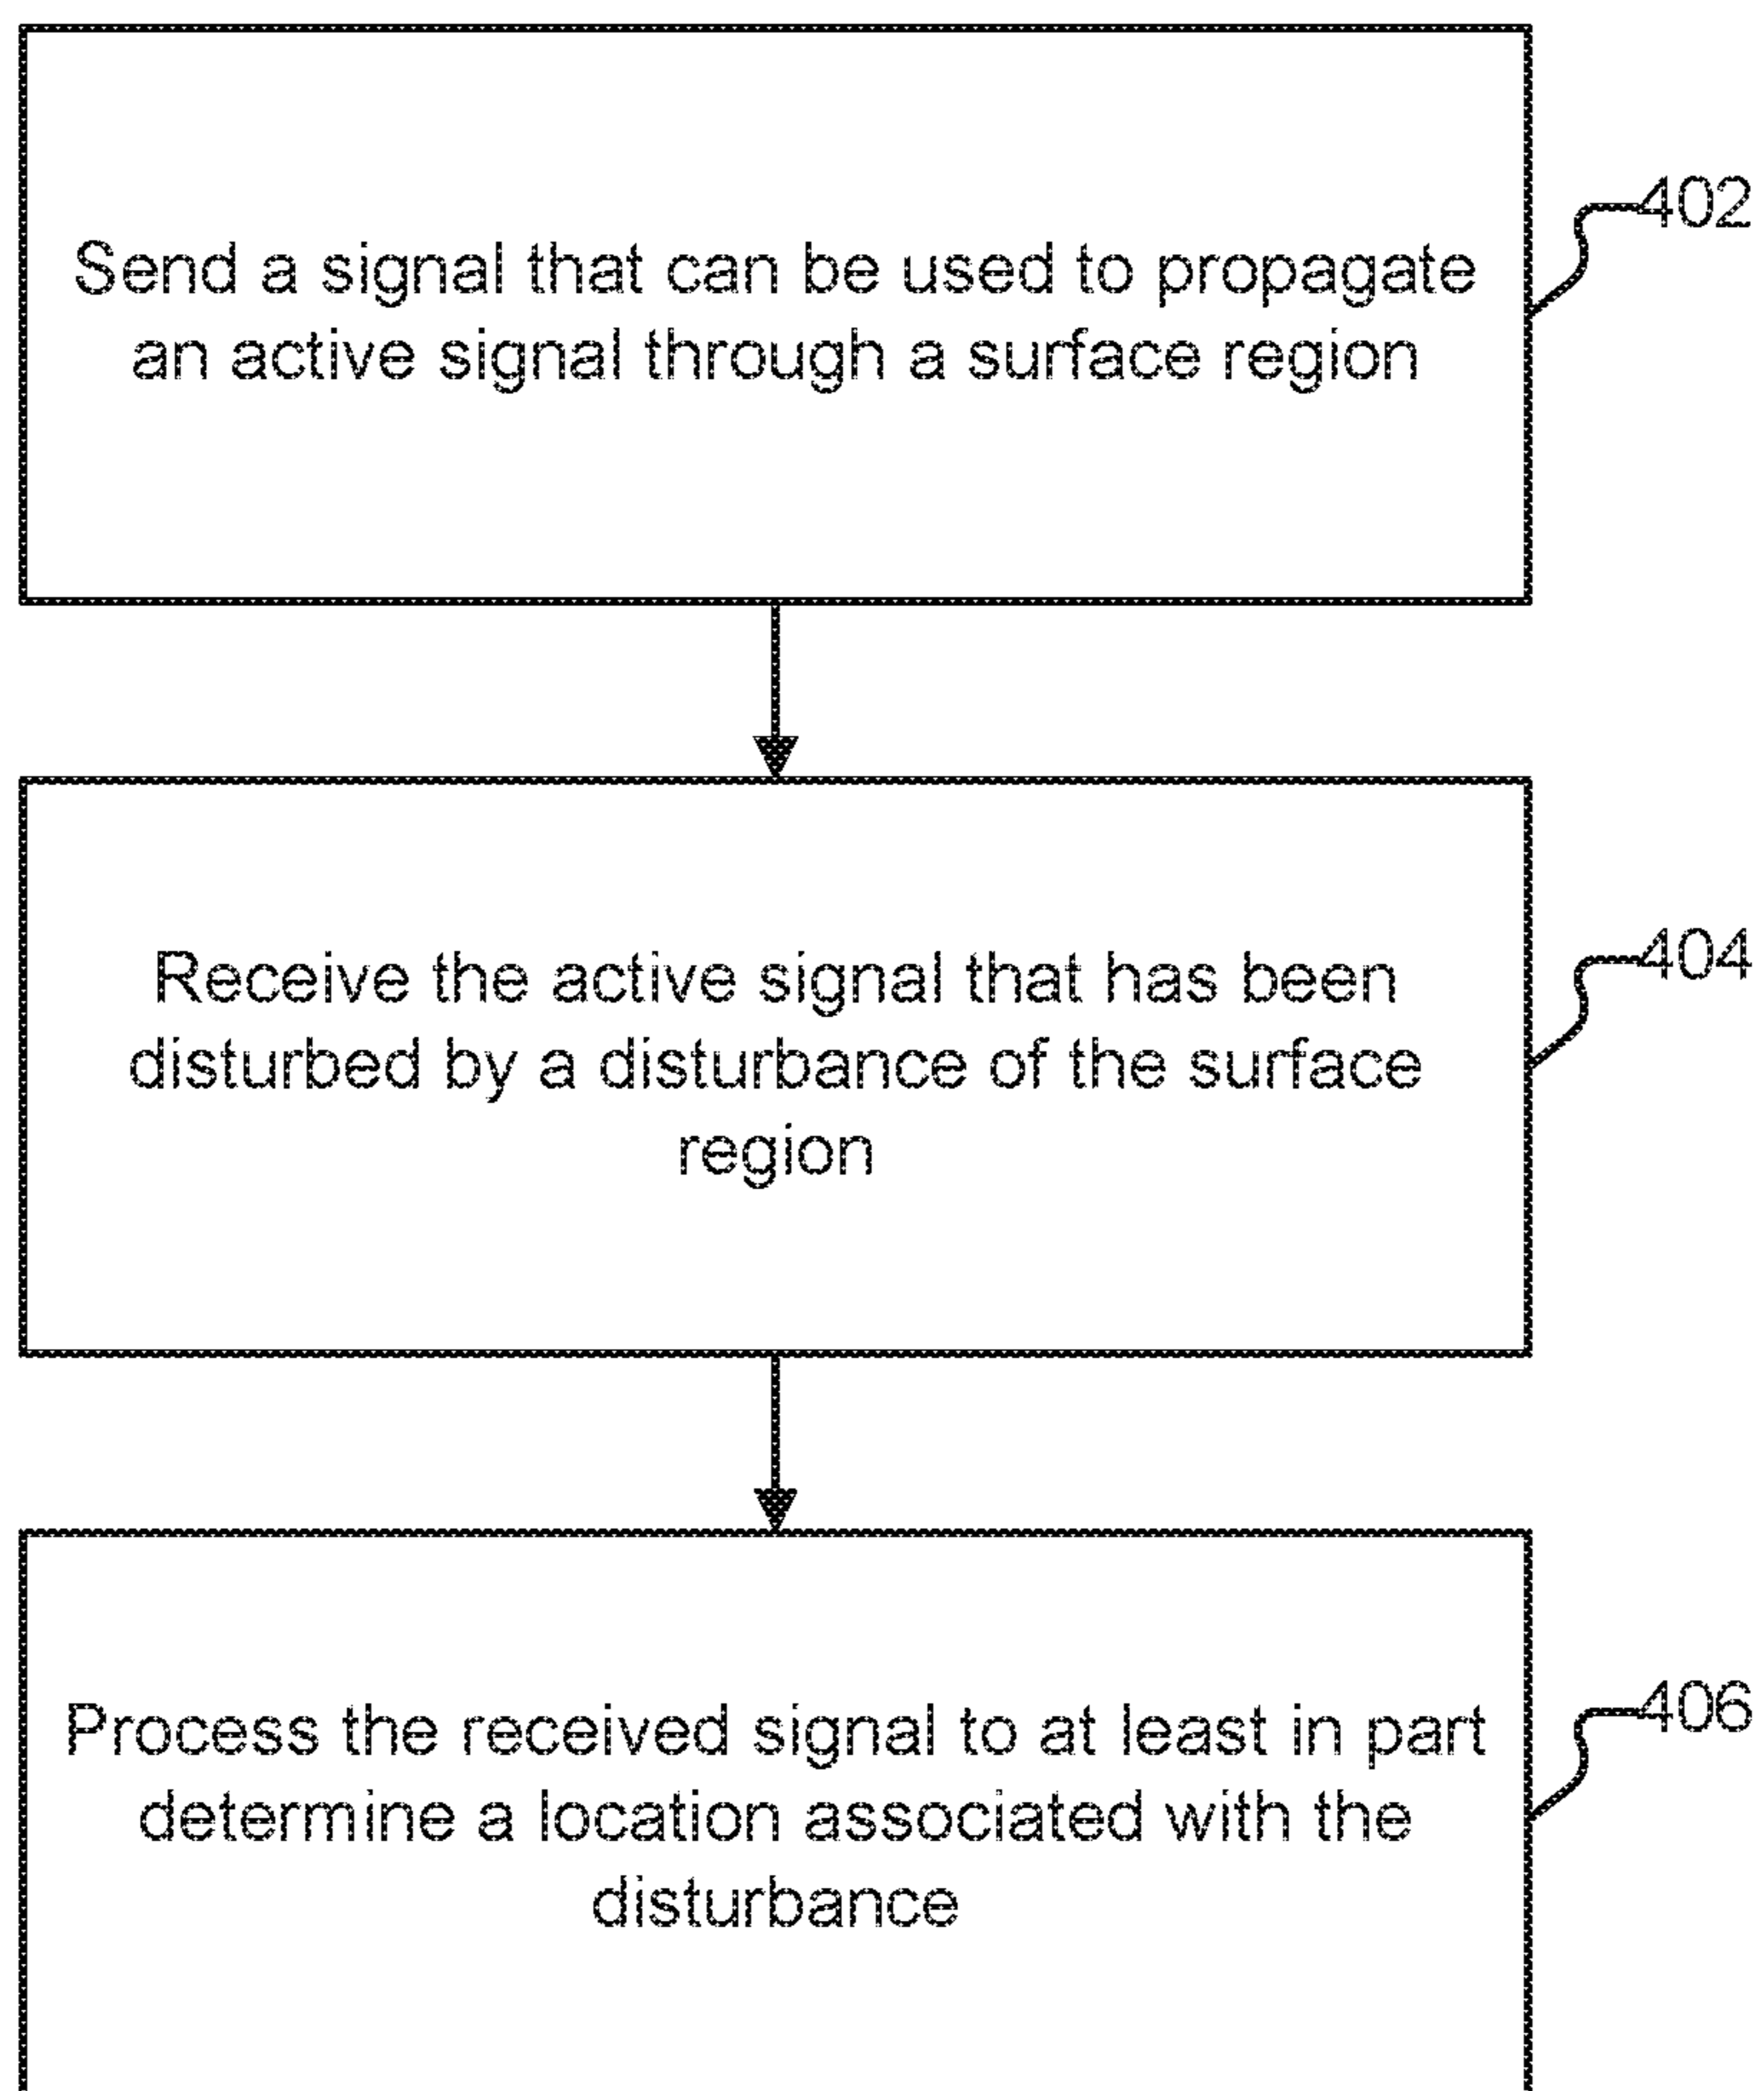 Send a signal that can be used to propagate
an active signal through a surface region
402
Receive the active signal that has been
disturbed by a disturbance of the surface
region
404
Process the received signal to at least in part
determine a location associated with the
disturbance
406